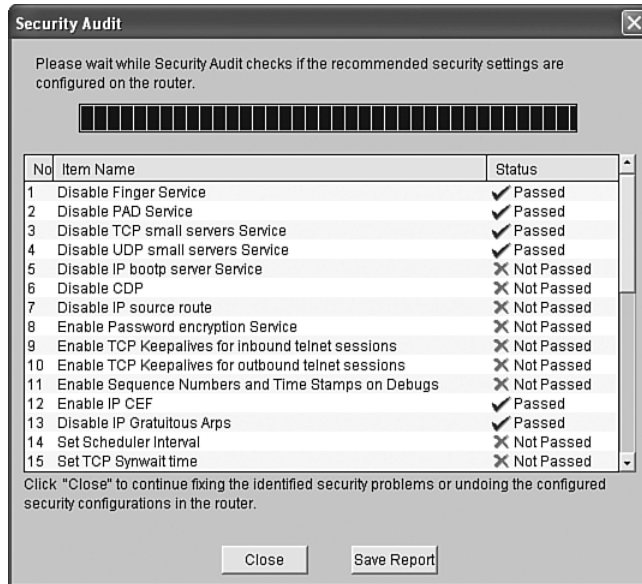 Security Audit
Please wait while Security Audit checks if the recommended security settings are
configured on the router.
No Item Name Status
1 Disable Finger Service Passed
2 Disable PAD Service Passed
3 Disable TCP small servers Service Passed
4 Disable UDP small servers Service Passed
5 Disable IP bootp server Service Not Passed
6 Disable CDP Not Passed
7 Disable IP source route Not Passed
8 Enable Password encryption Service Not Passed
9 Enable TCP Keepalives for inbound telnet sessions Not Passed
10 Enable TCP Keepalives for outbound telnet sessions Not Passed
11 Enable Sequence Numbers and Time Stamps on Debugs Not Passed
12 Enable IP CEF Passed
13 Disable IP Gratuitous Arps Passed
14 Set Scheduler Interval Not Passed
15 Set TCP Synwait time Not Passed
Click "Close" to continue fixing the identified security problems or undoing the configured
security configurations in the router.
Close Save Report